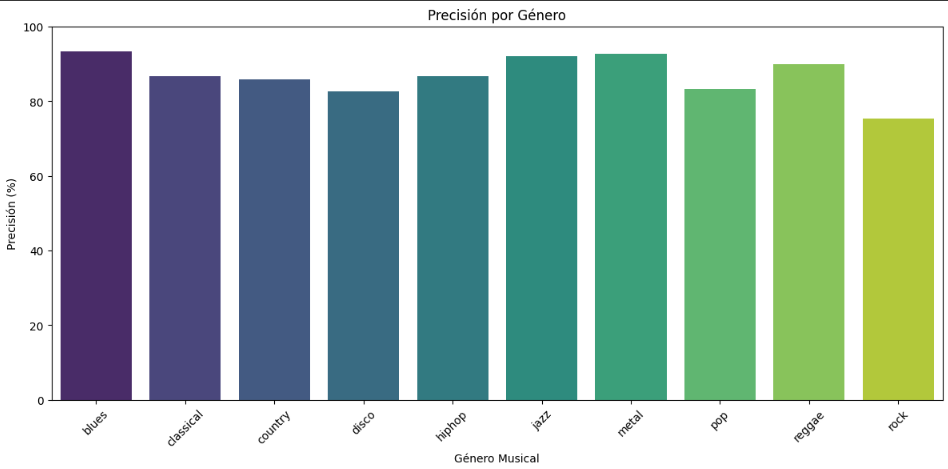 Precisión por Género
100
80
60
40
20
0
Precisión (%)
blues
classical
country
disco
hiphop
jazz
metal
pop
reggae
rock
Género Musical